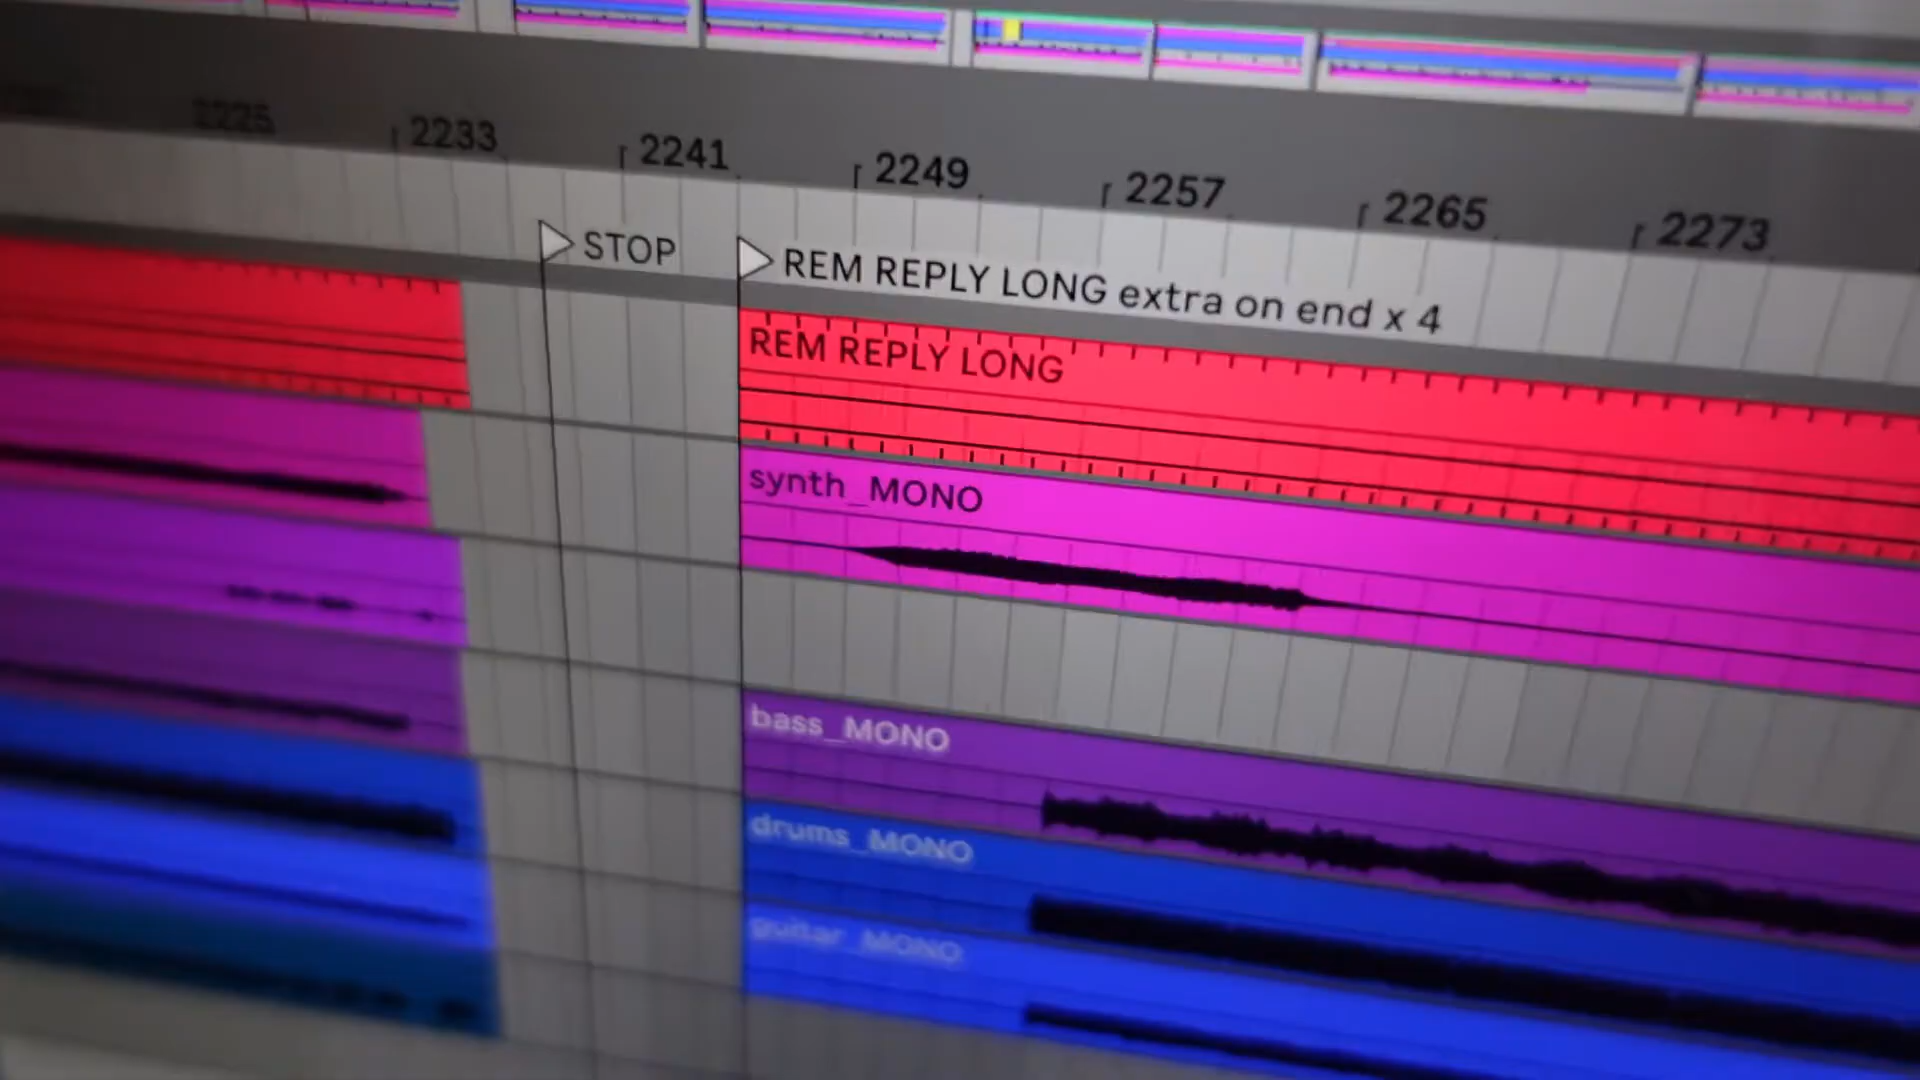 2225 2233 2241 2249 2257 2265 2273
STOP
REM REPLY LONG extra on end x 4
REM REPLY LONG
synth_MONO
bass_MONO
drums_MONO
guitar_MONO